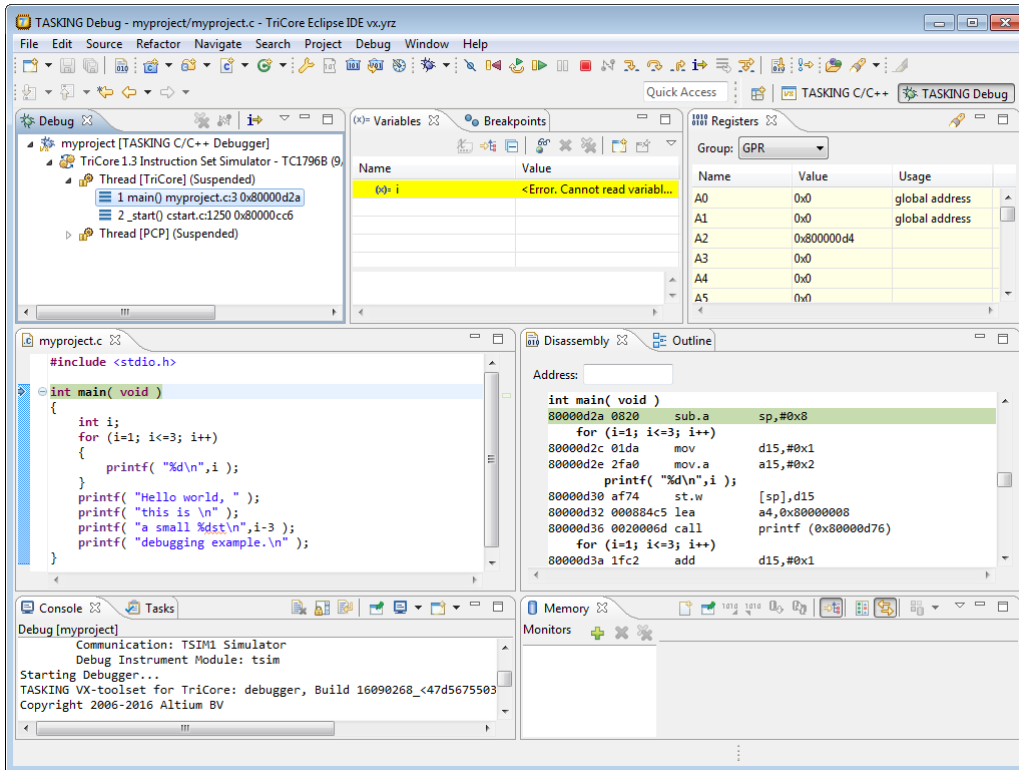 TASKING Debug - myproject/myproject.c - TriCore Eclipse IDE vx.yrz
File Edit Source Refactor Navigate Search Project Debug Window Help
Quick Access TASKING C/C++ TASKING Debug
Debug
myproject [TASKING C/C++ Debugger]
TriCore 1.3 Instruction Set Simulator - TC1796B (9,
Thread [TriCore] (Suspended)
1 main() myproject.c:3 0x80000d2a
2 _start() cstart.c:1250 0x80000cc6
Thread [PCP] (Suspended)
(x)= Variables Breakpoints
Name Value
(x)= i <Error. Cannot read variabl...
Registers
Group: GPR
Name Value Usage
A0 0x0 global address
A1 0x0 global address
A2 0x800000d4
A3 0x0
A4 0x0
A5 0x0
myproject.c
#include <stdio.h>
int main( void )
{
    int i;
    for (i=1; i<=3; i++)
    {
        printf( "%d\n",i );
    }
    printf( "Hello world, " );
    printf( "this is \n" );
    printf( "a small %dst\n",i-3 );
    printf( "debugging example.\n" );
}
Disassembly Outline
Address:
int main( void )
80000d2a 0820 sub.a sp,#0x8
for (i=1; i<=3; i++)
80000d2c 01da mov d15,#0x1
80000d2e 2fa0 mov.a a15,#0x2
printf( "%d\n",i );
80000d30 af74 st.w [sp],d15
80000d32 000884c5 lea a4,0x80000008
80000d36 0020006d call printf (0x80000d76)
for (i=1; i<=3; i++)
80000d3a 1fc2 add d15,#0x1
Console Tasks
Debug [myproject]
Communication: TSIM1 Simulator
Debug Instrument Module: tsim
Starting Debugger...
TASKING VX-toolset for TriCore: debugger, Build 16090268_<47d5675503
Copyright 2006-2016 Altium BV
Memory
Monitors